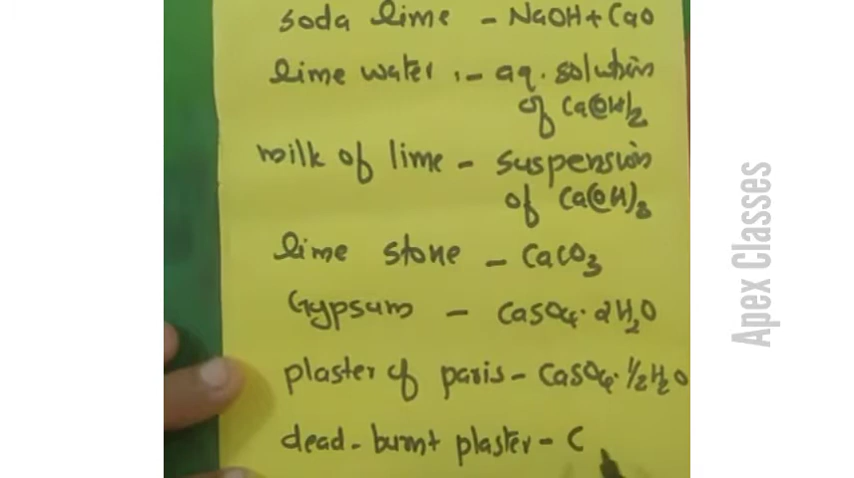 soda lime - NaOH + CaO
lime water :- aq. solution
of Ca(OH)2
milk of lime - suspension
of Ca(OH)2
lime stone - CaCO3
Gypsum - CaSO4·2H2O
plaster of paris - CaSO4·1/2H2O
dead-burnt plaster - C
Apex Classes